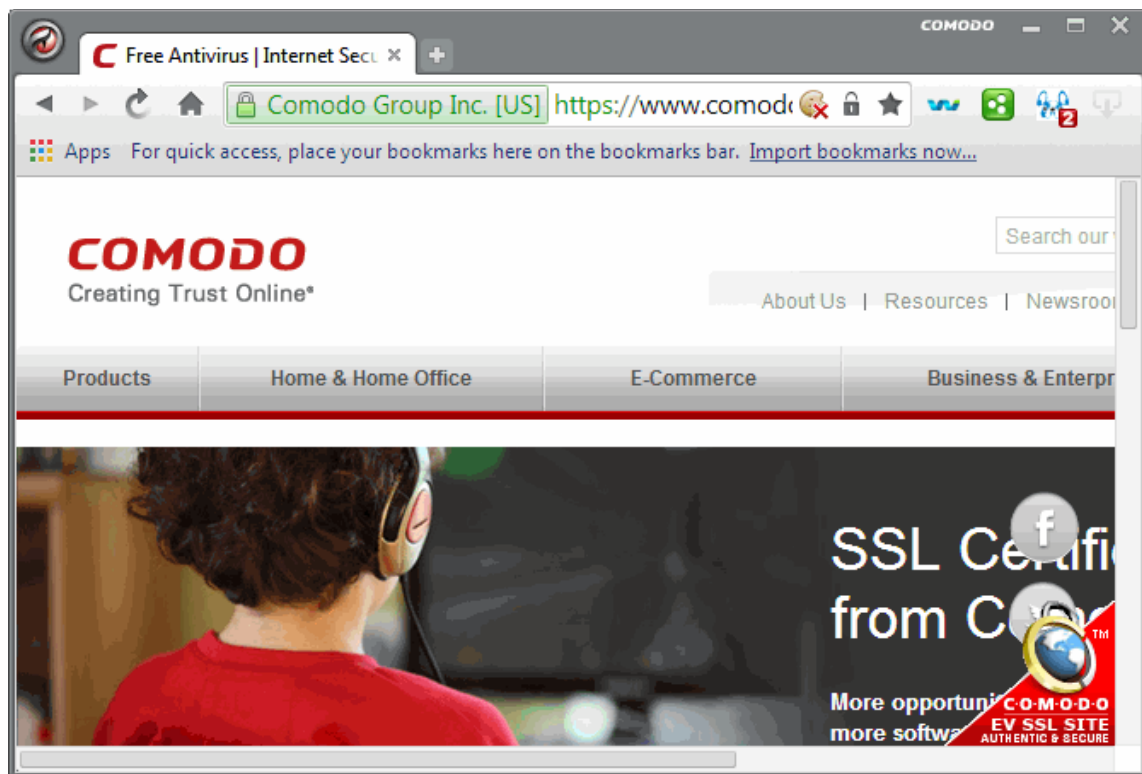 COMODO
Free Antivirus | Internet Secu
Comodo Group Inc. [US] https://www.comod
2
Apps For quick access, place your bookmarks here on the bookmarks bar. Import bookmarks now...
Search our
COMODO
Creating Trust Online®
About Us | Resources | Newsroo
Products Home & Home Office E-Commerce Business & Enterpr
f
SSL Certific
from Com
TM
More opportuni
more softwa
C·O·M·O·D·O
EV SSL SITE
AUTHENTIC & SECURE